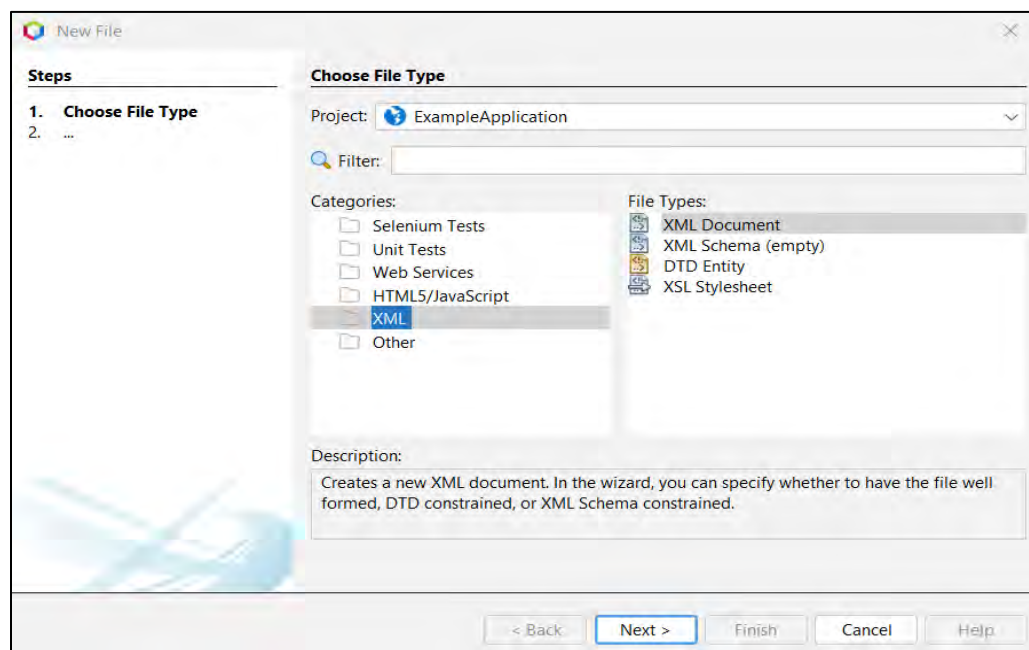 New File
Steps
1. Choose File Type
2. ...
Choose File Type
Project: ExampleApplication
Filter:
Categories:
Selenium Tests
Unit Tests
Web Services
HTML5/JavaScript
XML
Other
File Types:
XML Document
XML Schema (empty)
DTD Entity
XSL Stylesheet
Description:
Creates a new XML document. In the wizard, you can specify whether to have the file well
formed, DTD constrained, or XML Schema constrained.
< Back Next > Finish Cancel Help